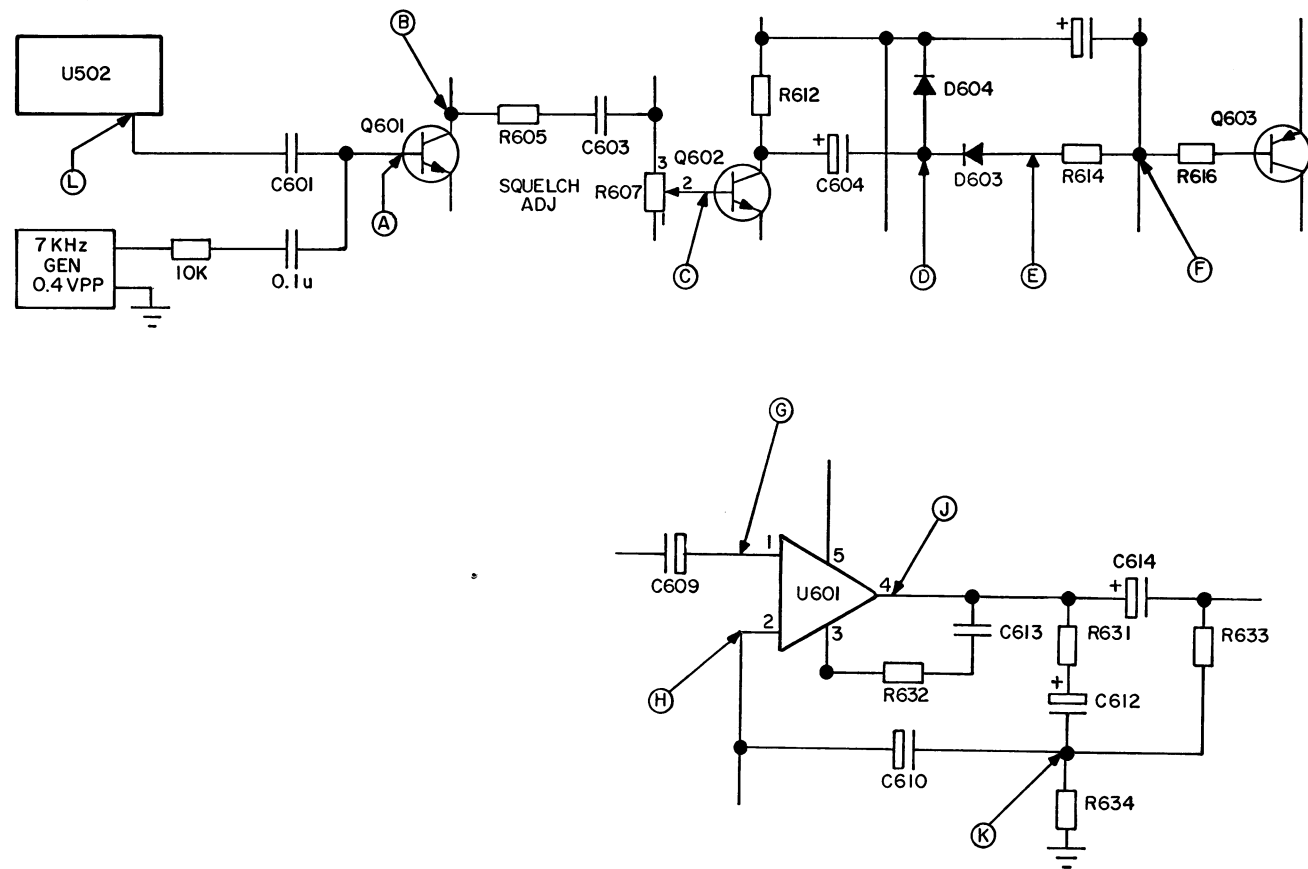 B
+
U502
R612
D604
Q601
Q603
R605
C603
Q602
+
L
C601
3
R607
2
1
C604
D603
R614
R616
SQUELCH
ADJ
A
7 KHz
GEN
0.4 VPP
10K
0.1u
C
D
E
F
G
J
1
5
C609
U601
4
C614
+
2
3
C613
R631
R633
H
R632
+
C612
C610
K
R634